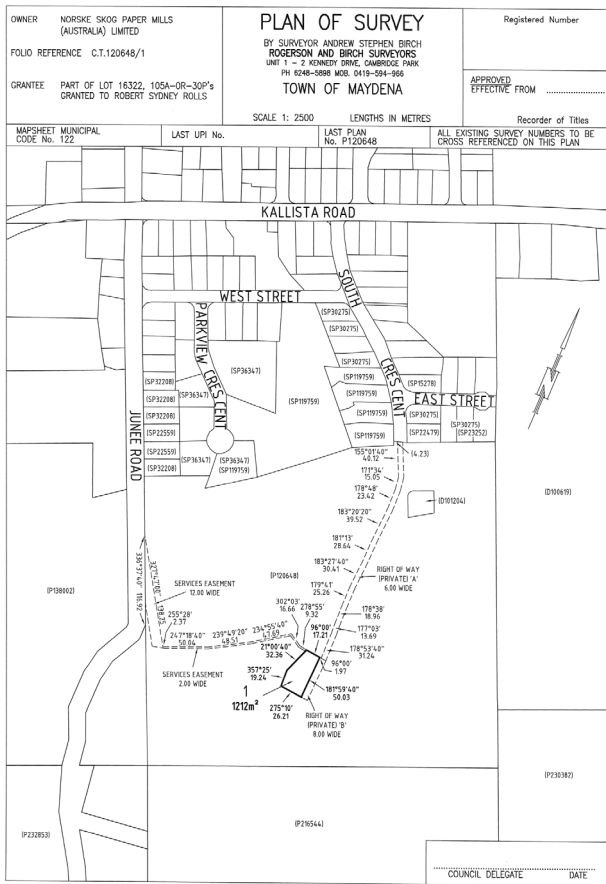 OWNER NORSKE SKOG PAPER MILLS
(AUSTRALIA) LIMITED
FOLIO REFERENCE C.T.120648/1
GRANTEE PART OF LOT 16322, 105A-0R-30P's
GRANTED TO ROBERT SYDNEY ROLLS
PLAN OF SURVEY
BY SURVEYOR ANDREW STEPHEN BIRCH
ROGERSON AND BIRCH SURVEYORS
UNIT 1 - 2 KENNEDY DRIVE, CAMBRIDGE PARK
PH 6248-5898 MOB. 0419-594-966
TOWN OF MAYDENA
SCALE 1: 2500 LENGTHS IN METRES
Registered Number
APPROVED
EFFECTIVE FROM ..................
Recorder of Titles
MAPSHEET MUNICIPAL
CODE No. 122
LAST UPI No.
LAST PLAN
No. P120648
ALL EXISTING SURVEY NUMBERS TO BE
CROSS REFERENCED ON THIS PLAN
KALLISTA ROAD
WEST STREET
SOUTH
CRESCENT
PARKVIEW CRESCENT
EAST STREET
JUNEE ROAD
(SP30275)
(SP30275)
(SP30275)
(SP36347)
(SP119759)
(SP119759)
(SP119759)
(SP119759)
(SP119759)
(SP15278)
(SP30275)
(SP30275)
(SP22479)
(SP23252)
(SP32208)
(SP32208)
(SP32208)
(SP22559)
(SP22559)
(SP32208)
(SP36347)
(SP36347)
(SP36347)
(SP119759)
(4.23)
155°01'40"
40.12
171°34'
15.05
178°48'
23.42
183°20'20"
39.52
181°13'
28.64
183°27'40"
30.41
179°41'
25.26
(D101204)
(D100619)
RIGHT OF WAY
(PRIVATE) 'A'
6.00 WIDE
178°38'
18.96
177°03'
13.69
178°53'40"
31.24
96°00'
1.97
181°59'40"
50.03
RIGHT OF WAY
(PRIVATE) 'B'
8.00 WIDE
(P138002)
336°37'40" 116.92
327°47'00" 138.75
SERVICES EASEMENT
12.00 WIDE
(P120648)
255°28'
2.37
247°18'40"
50.04
239°49'20"
48.51
234°55'40"
47.69
302°03'
16.66
278°55'
9.32
96°00'
17.21
21°00'40"
32.36
SERVICES EASEMENT
2.00 WIDE
357°25'
19.24
1
1212m²
275°10'
26.21
(P230382)
(P216544)
(P232853)
COUNCIL DELEGATE DATE